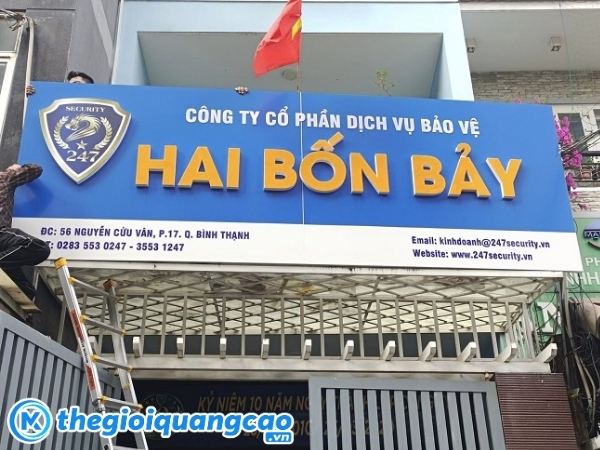 SECURITY
247
CÔNG TY CỔ PHẦN DỊCH VỤ BẢO VỆ
HAI BỐN BẢY
ĐC: 56 NGUYỄN CỬU VÂN, P.17. Q. BÌNH THẠNH
T: 0283 553 0247 - 3553 1247
Email: kinhdoanh@247security.vn
Website: www.247security.vn
KỶ NIỆM 10 NĂM
thegioiquangcao
.vn